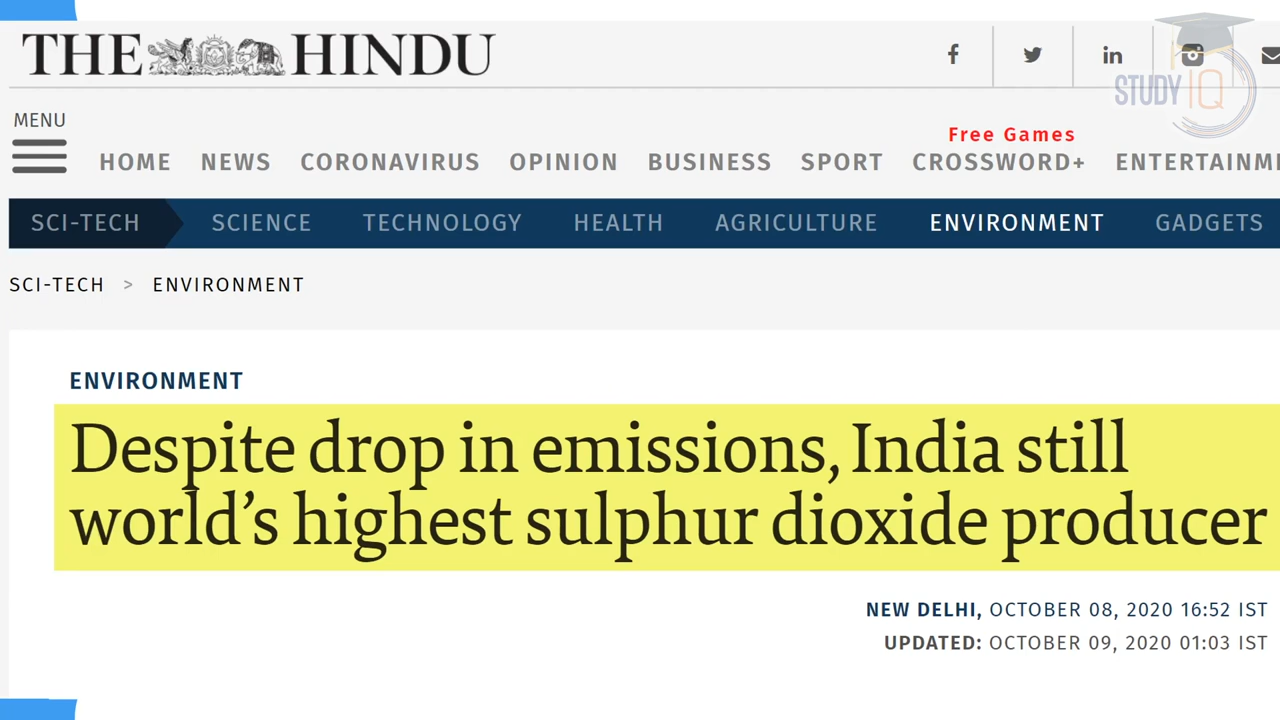 THE HINDU
STUDY IQ
MENU
Free Games
HOME NEWS CORONAVIRUS OPINION BUSINESS SPORT CROSSWORD+ ENTERTAINM
SCI-TECH SCIENCE TECHNOLOGY HEALTH AGRICULTURE ENVIRONMENT GADGETS
SCI-TECH > ENVIRONMENT
ENVIRONMENT
Despite drop in emissions, India still
world’s highest sulphur dioxide producer
NEW DELHI, OCTOBER 08, 2020 16:52 IST
UPDATED: OCTOBER 09, 2020 01:03 IST